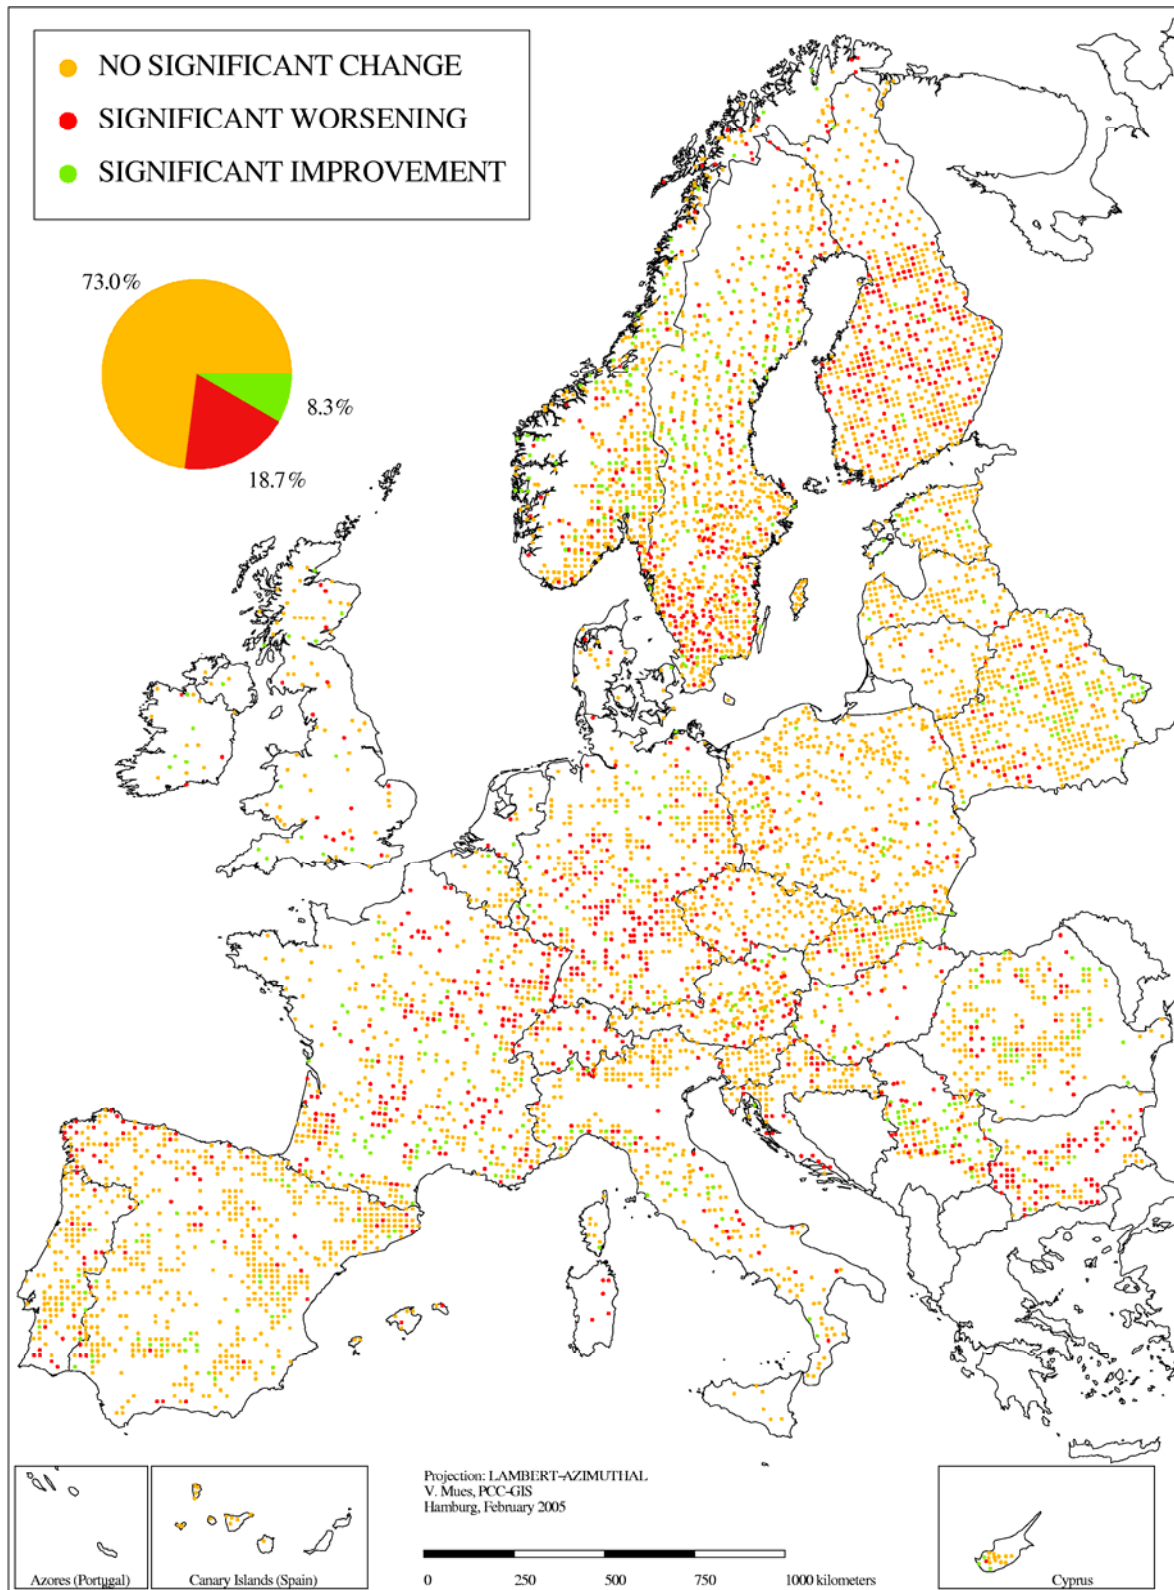 NO SIGNIFICANT CHANGE
SIGNIFICANT WORSENING
SIGNIFICANT IMPROVEMENT
73.0%
8.3%
18.7%
Projection: LAMBERT-AZIMUTHAL
V. Mues, PCC-GIS
Hamburg, February 2005
0 250 500 750 1000 kilometers
Azores (Portugal)
Canary Islands (Spain)
Cyprus